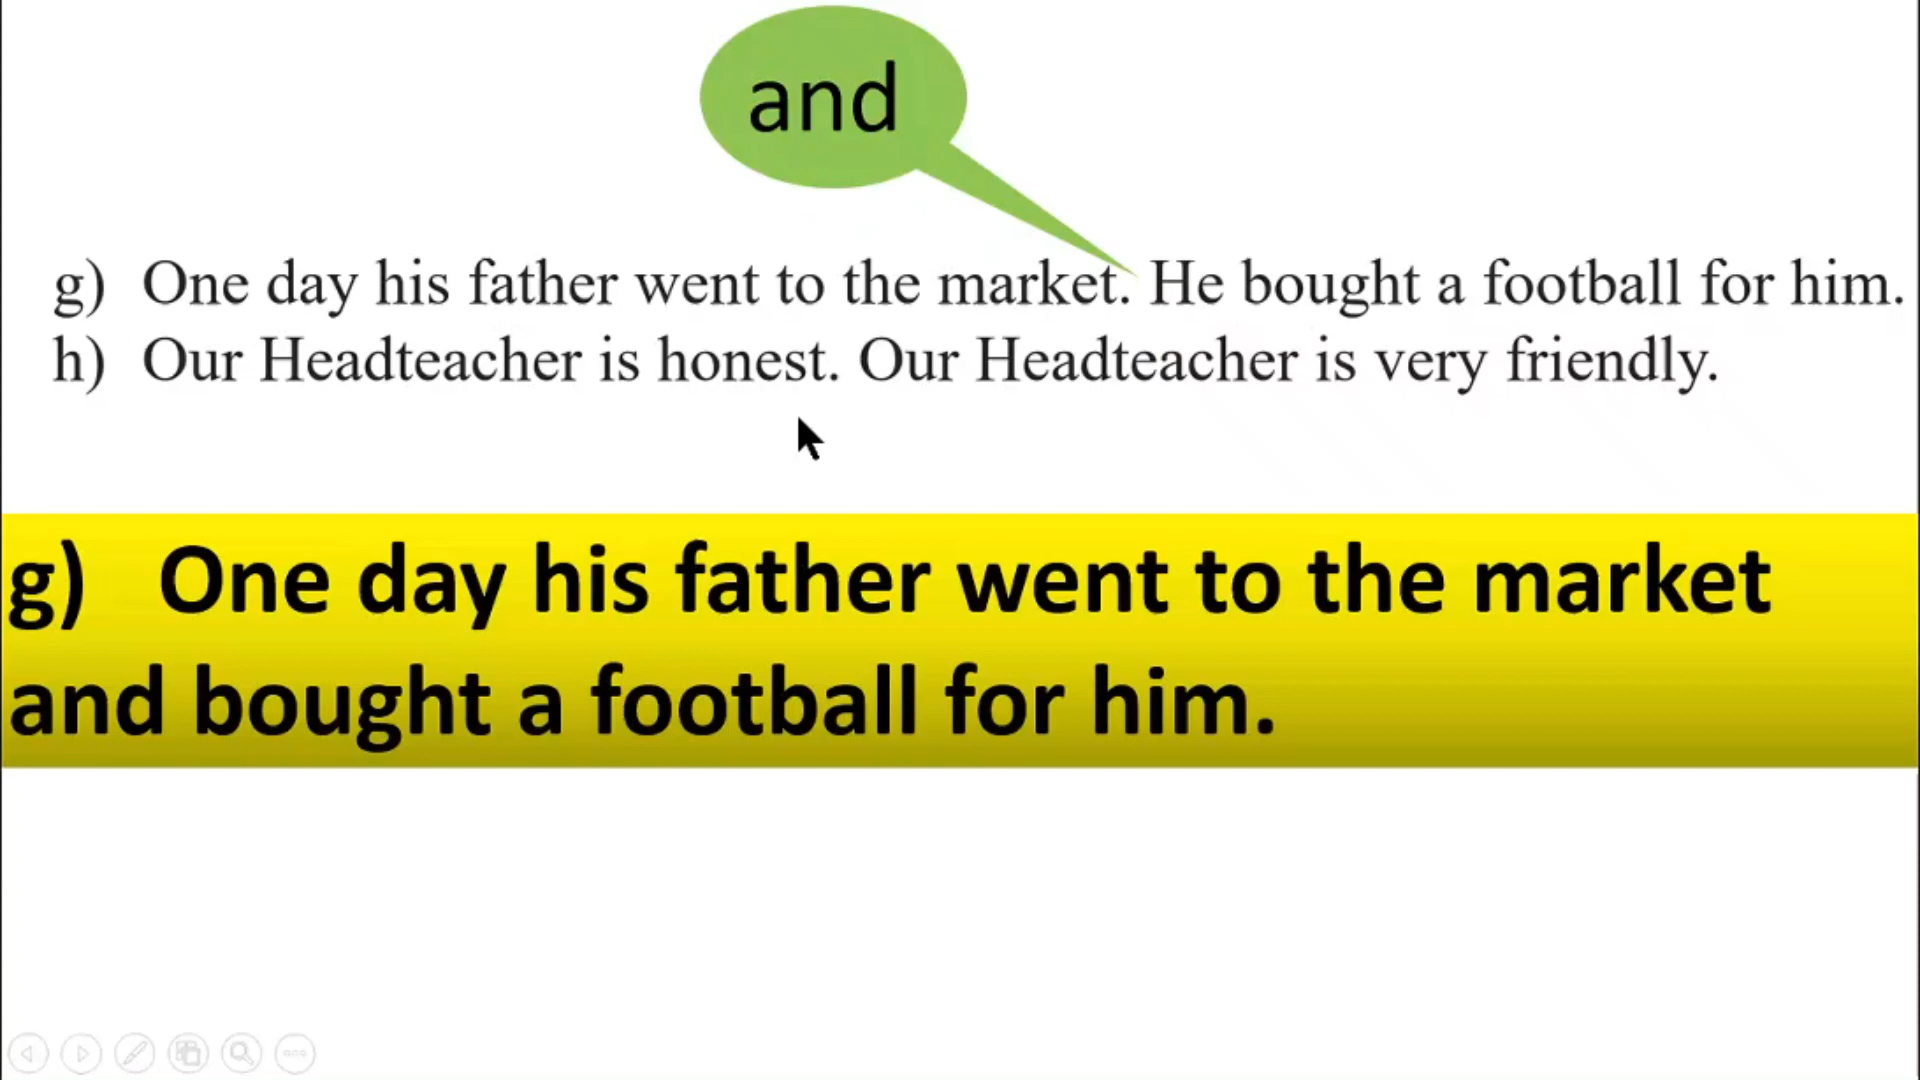 and
g) One day his father went to the market. He bought a football for him.
h) Our Headteacher is honest. Our Headteacher is very friendly.
g) One day his father went to the market
and bought a football for him.